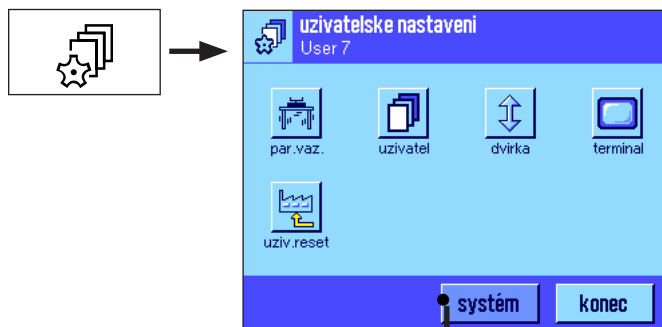 uzivatelske nastaveni
User 7
par.vaz.
uzivatel
dvirka
terminal
uziv.reset
systém
konec